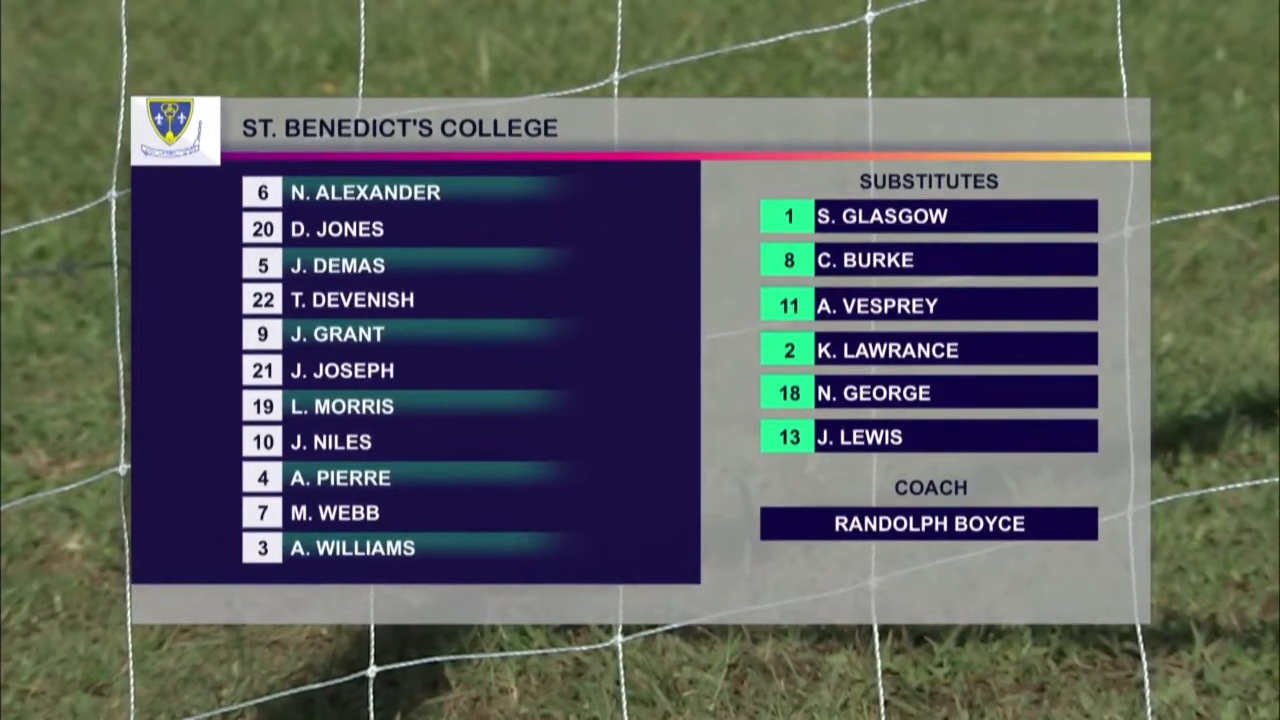 ST. BENEDICT'S COLLEGE
6 N. ALEXANDER
20 D. JONES
5 J. DEMAS
22 T. DEVENISH
9 J. GRANT
21 J. JOSEPH
19 L. MORRIS
10 J. NILES
4 A. PIERRE
7 M. WEBB
3 A. WILLIAMS
SUBSTITUTES
1 S. GLASGOW
8 C. BURKE
11 A. VESPREY
2 K. LAWRANCE
18 N. GEORGE
13 J. LEWIS
COACH
RANDOLPH BOYCE